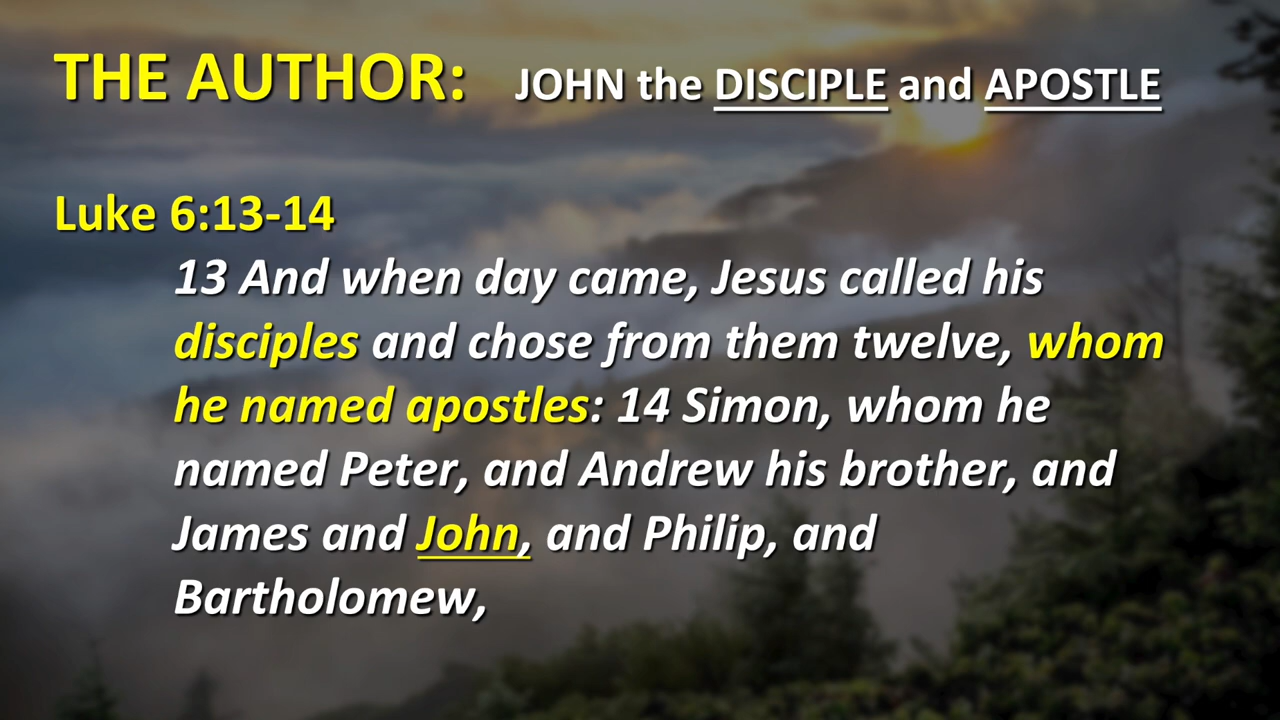 THE AUTHOR: JOHN the DISCIPLE and APOSTLE
Luke 6:13-14
13 And when day came, Jesus called his
disciples and chose from them twelve, whom
he named apostles: 14 Simon, whom he
named Peter, and Andrew his brother, and
James and John, and Philip, and
Bartholomew,